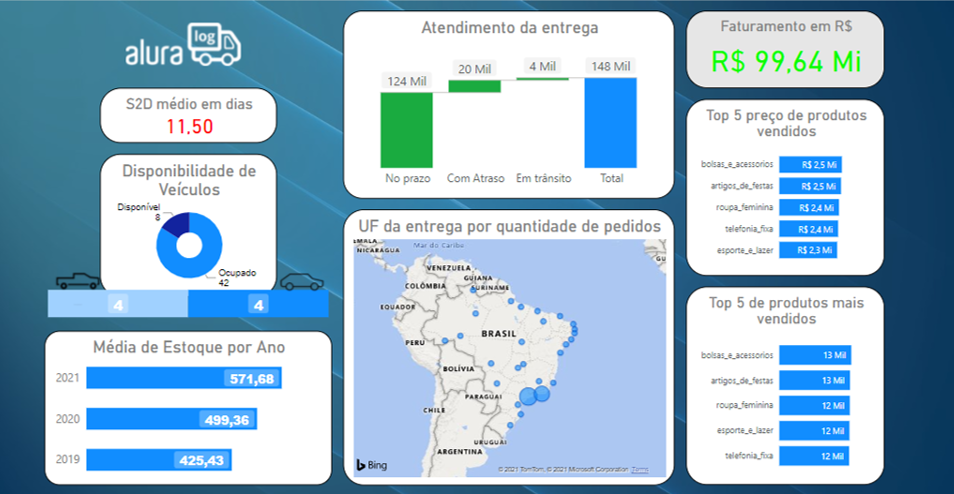 alura log
S2D médio em dias
11,50
Disponibilidade de
Veículos
Disponível
8
Ocupado
42
4
4
Média de Estoque por Ano
2021
571,68
2020
499,36
2019
425,43
Atendimento da entrega
124 Mil
20 Mil
4 Mil
148 Mil
No prazo
Com Atraso
Em trânsito
Total
UF da entrega por quantidade de pedidos
EMALA
NICARAGUA
Mar do Caribe
VENEZUELA
GUIANA
SURINAME
COLÔMBIA
EQUADOR
BRASIL
PERU
BOLÍVIA
PARAGUAI
CHILE
URUGUAI
ARGENTINA
GU
Bing
© 2021 TomTom, © 2021 Microsoft Corporation Terms
Faturamento em R$
R$ 99,64 Mi
Top 5 preço de produtos
vendidos
bolsas_e_acessorios
R$ 2,5 Mi
artigos_de_festas
R$ 2,5 Mi
roupa_feminina
R$ 2,4 Mi
telefonia_fixa
R$ 2,4 Mi
esporte_e_lazer
R$ 2,3 Mi
Top 5 de produtos mais
vendidos
bolsas_e_acessorios
13 Mil
artigos_de_festas
13 Mil
roupa_feminina
12 Mil
esporte_e_lazer
12 Mil
telefonia_fixa
12 Mil